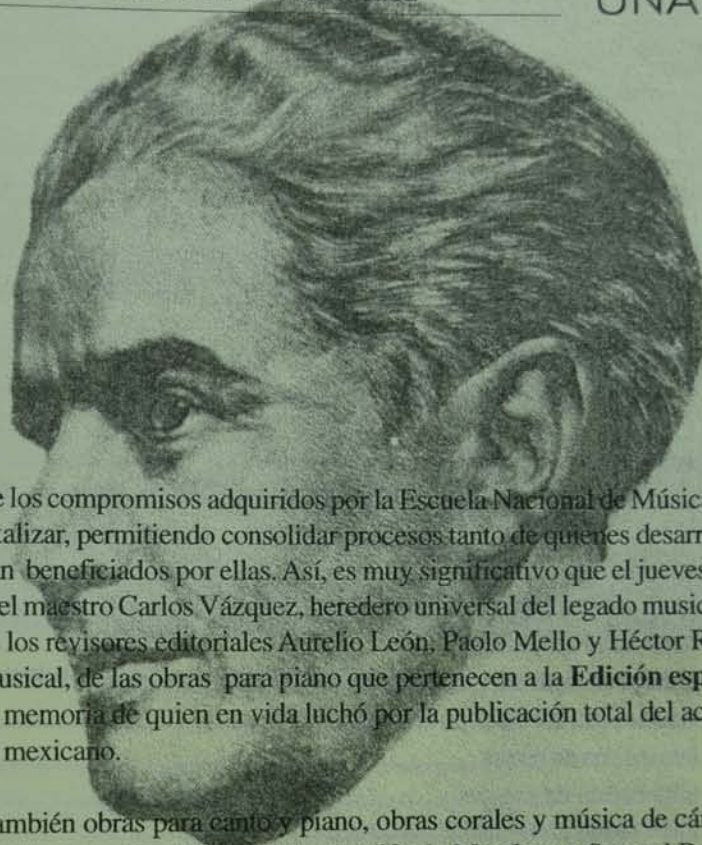 UNA
e los compromisos adquiridos por la Escuela Nacional de Músic
talizar, permitiendo consolidar procesos tanto de quienes desarr
n beneficiados por ellas. Así, es muy significativo que el jueves
el maestro Carlos Vázquez, heredero universal del legado music
los revisores editoriales Aurelio León, Paolo Mello y Héctor R
usical, de las obras para piano que pertenecen a la Edición esp
memoria de quien en vida luchó por la publicación total del ac
mexicano.
ambién obras para canto y piano, obras corales y música de cá